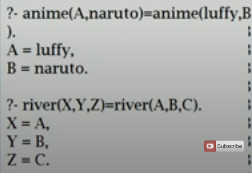 ?- anime(A,naruto)=anime(luffy,B
).
A = luffy,
B = naruto.
?- river(X,Y,Z)=river(A,B,C).
X = A,
Y = B,
Z = C.
Subscribe